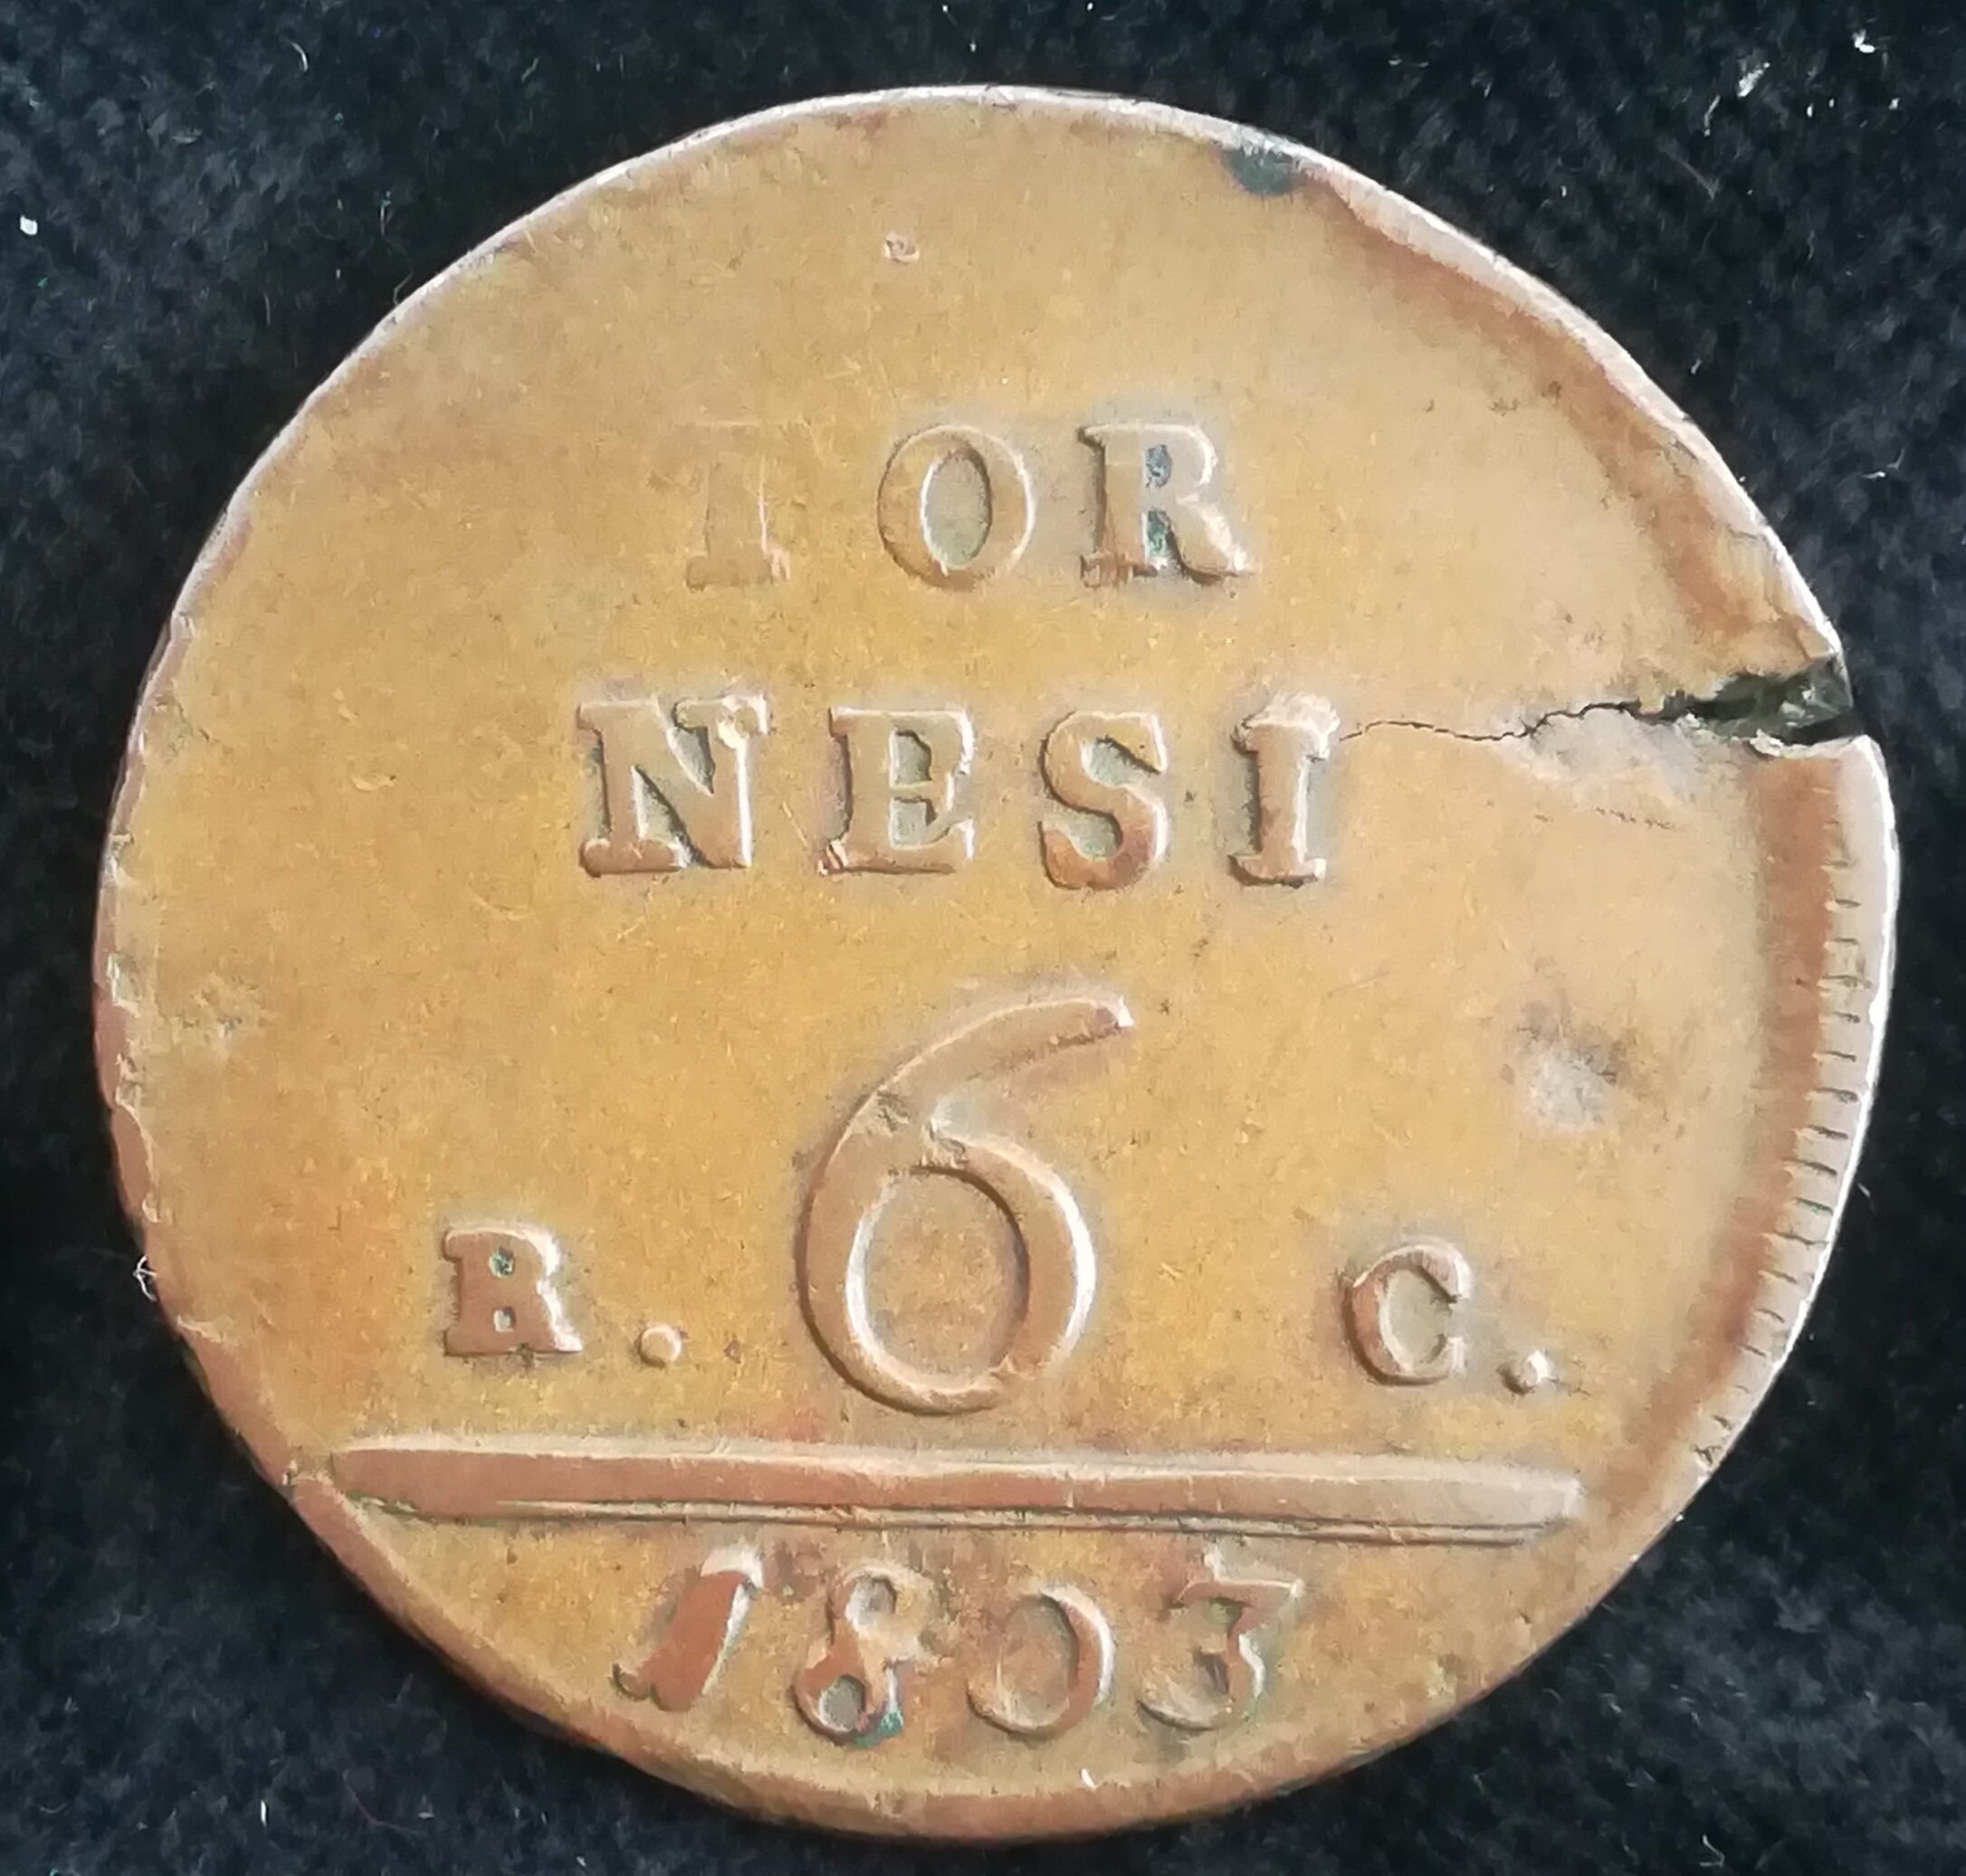 TOR
NESI
R. 6 C.
1803